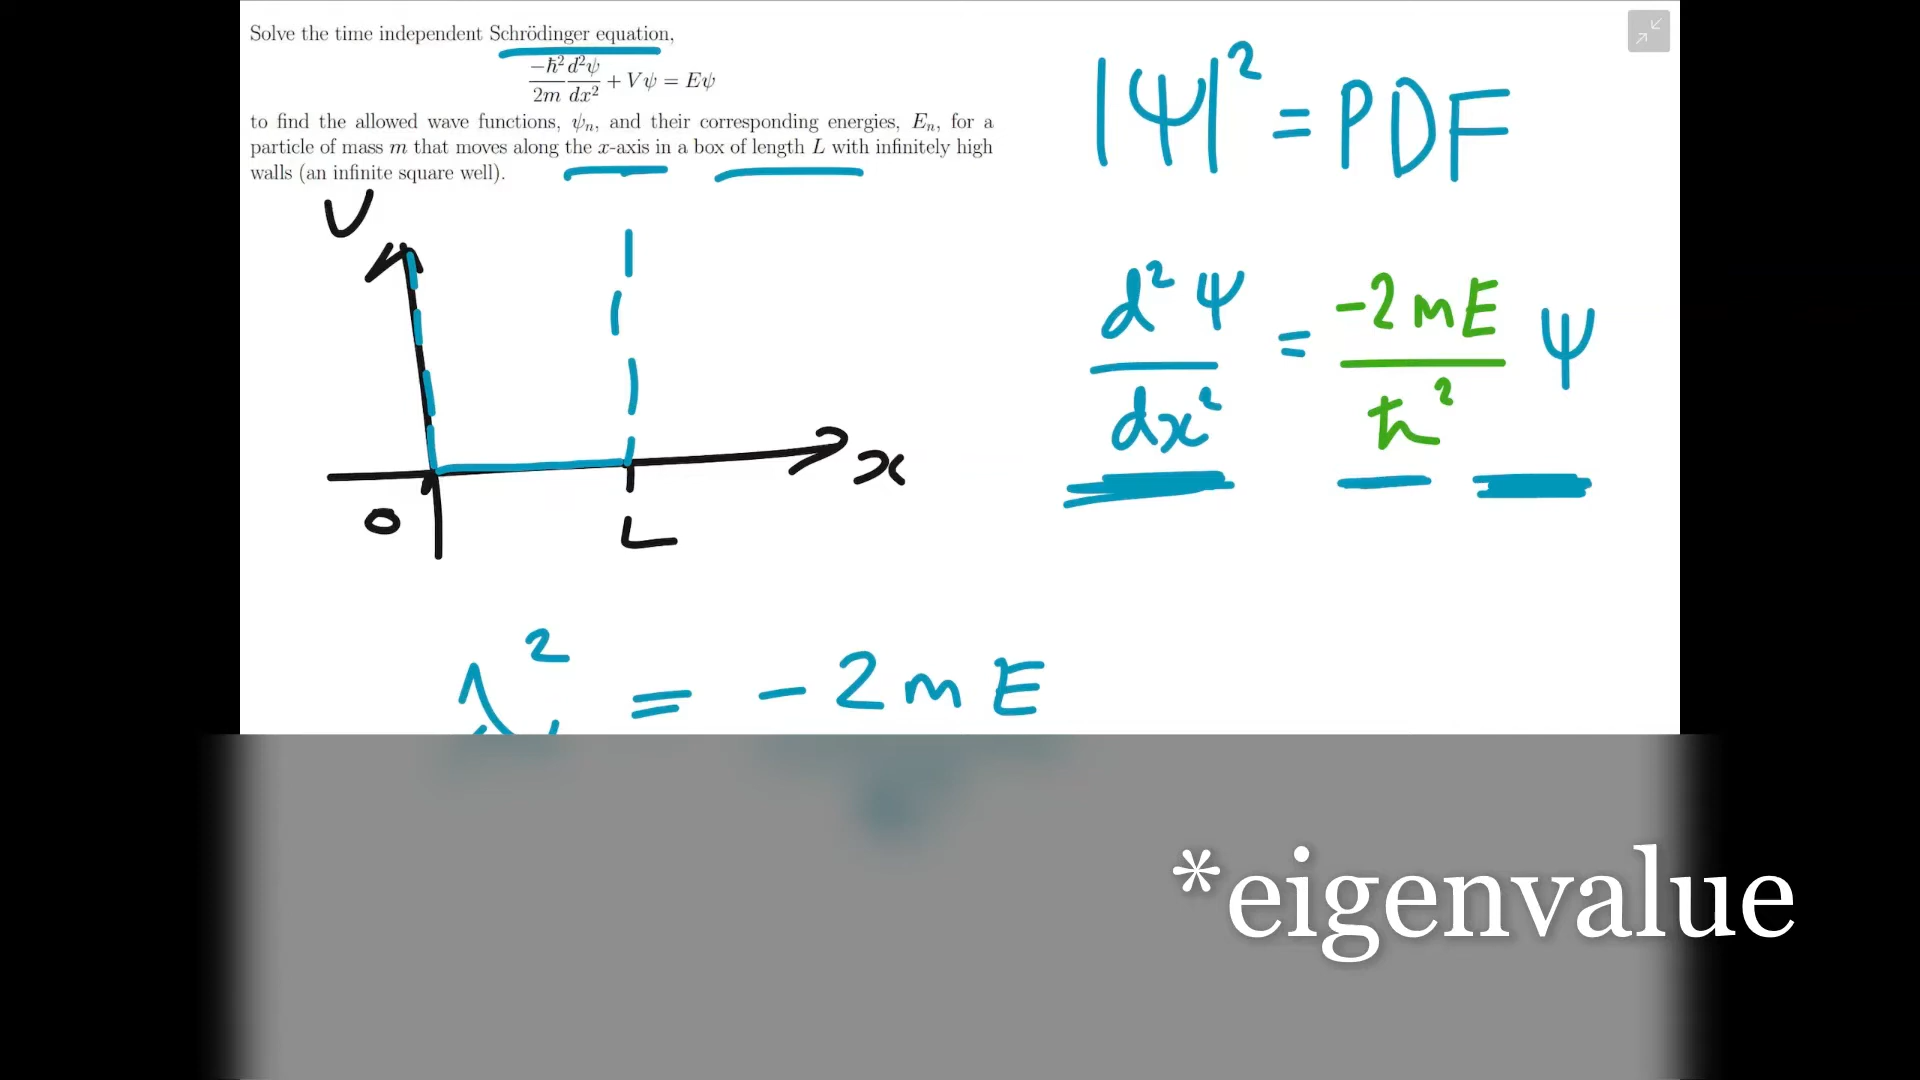 Solve the time independent Schrödinger equation,
−ħ²/2m d²ψ/dx² + Vψ = Eψ
to find the allowed wave functions, ψₙ, and their corresponding energies, Eₙ, for a
particle of mass m that moves along the x-axis in a box of length L with infinitely high
walls (an infinite square well).
|Ψ|² = PDF
V
x
O
L
d²Ψ/dx² = -2mE/ħ² Ψ
λ² = -2mE
*eigenvalue